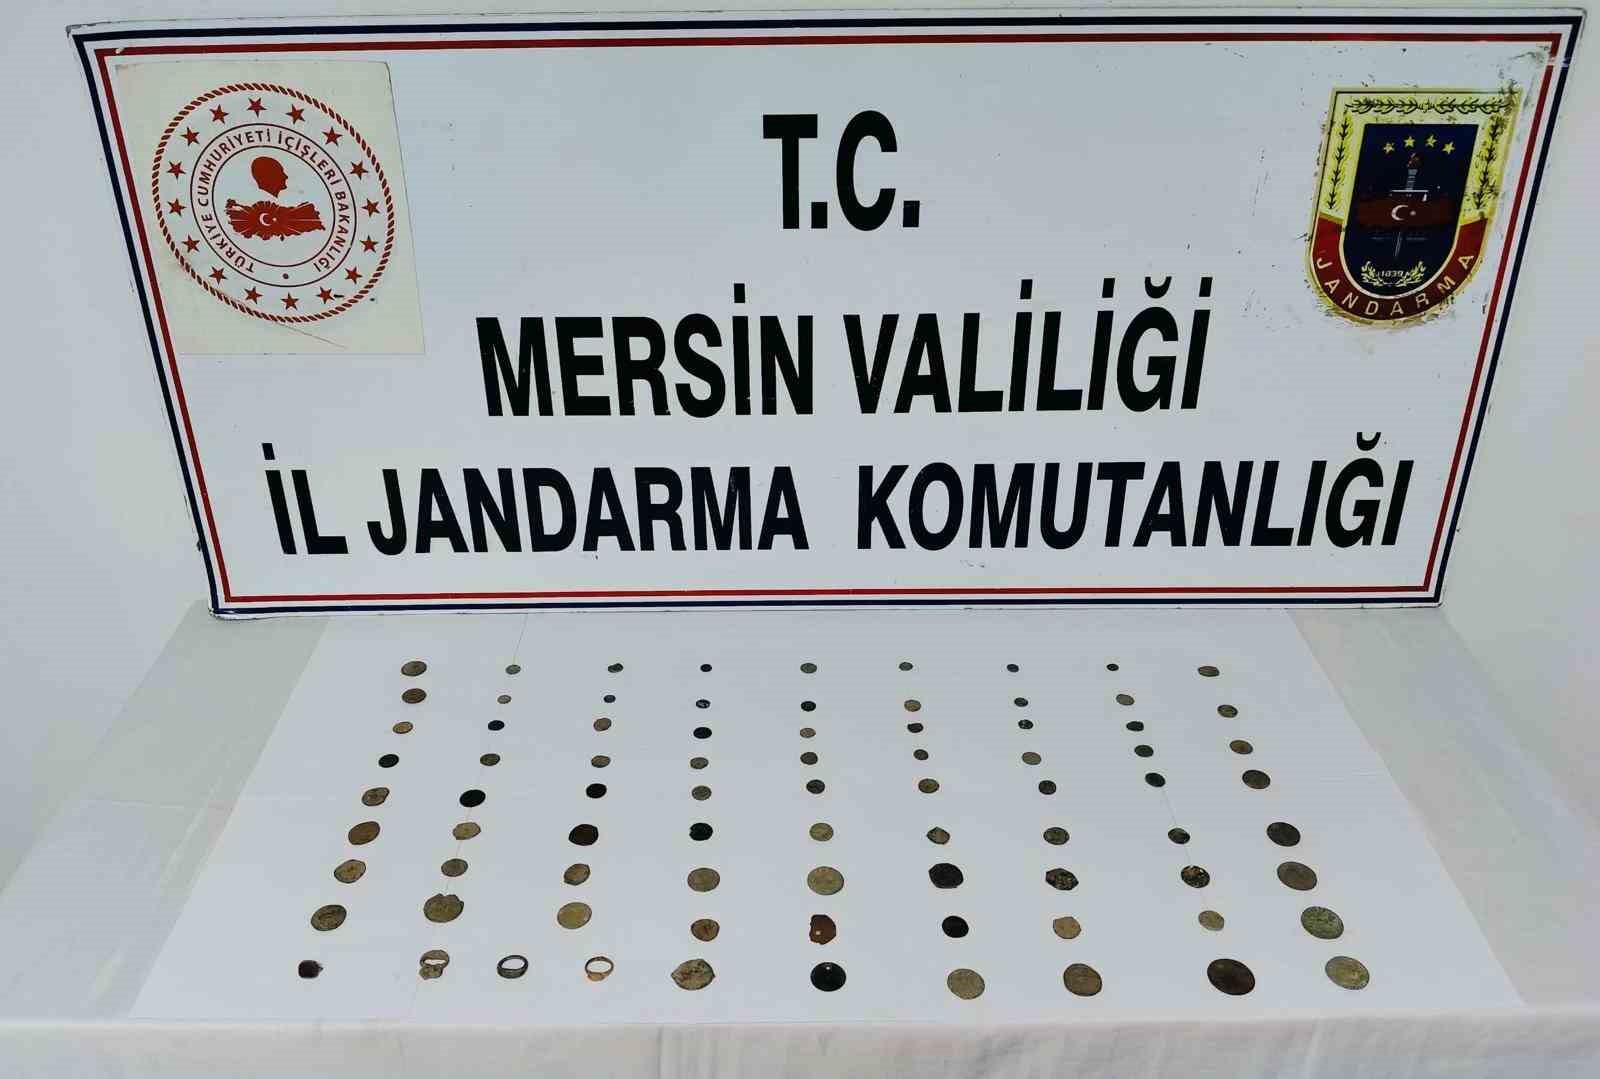 TÜRKİYE CUMHURİYETİ İÇİŞLERİ BAKANLIĞI
T.C.
MERSİN VALİLİĞİ
İL JANDARMA KOMUTANLIĞI
1839
JANDARMA